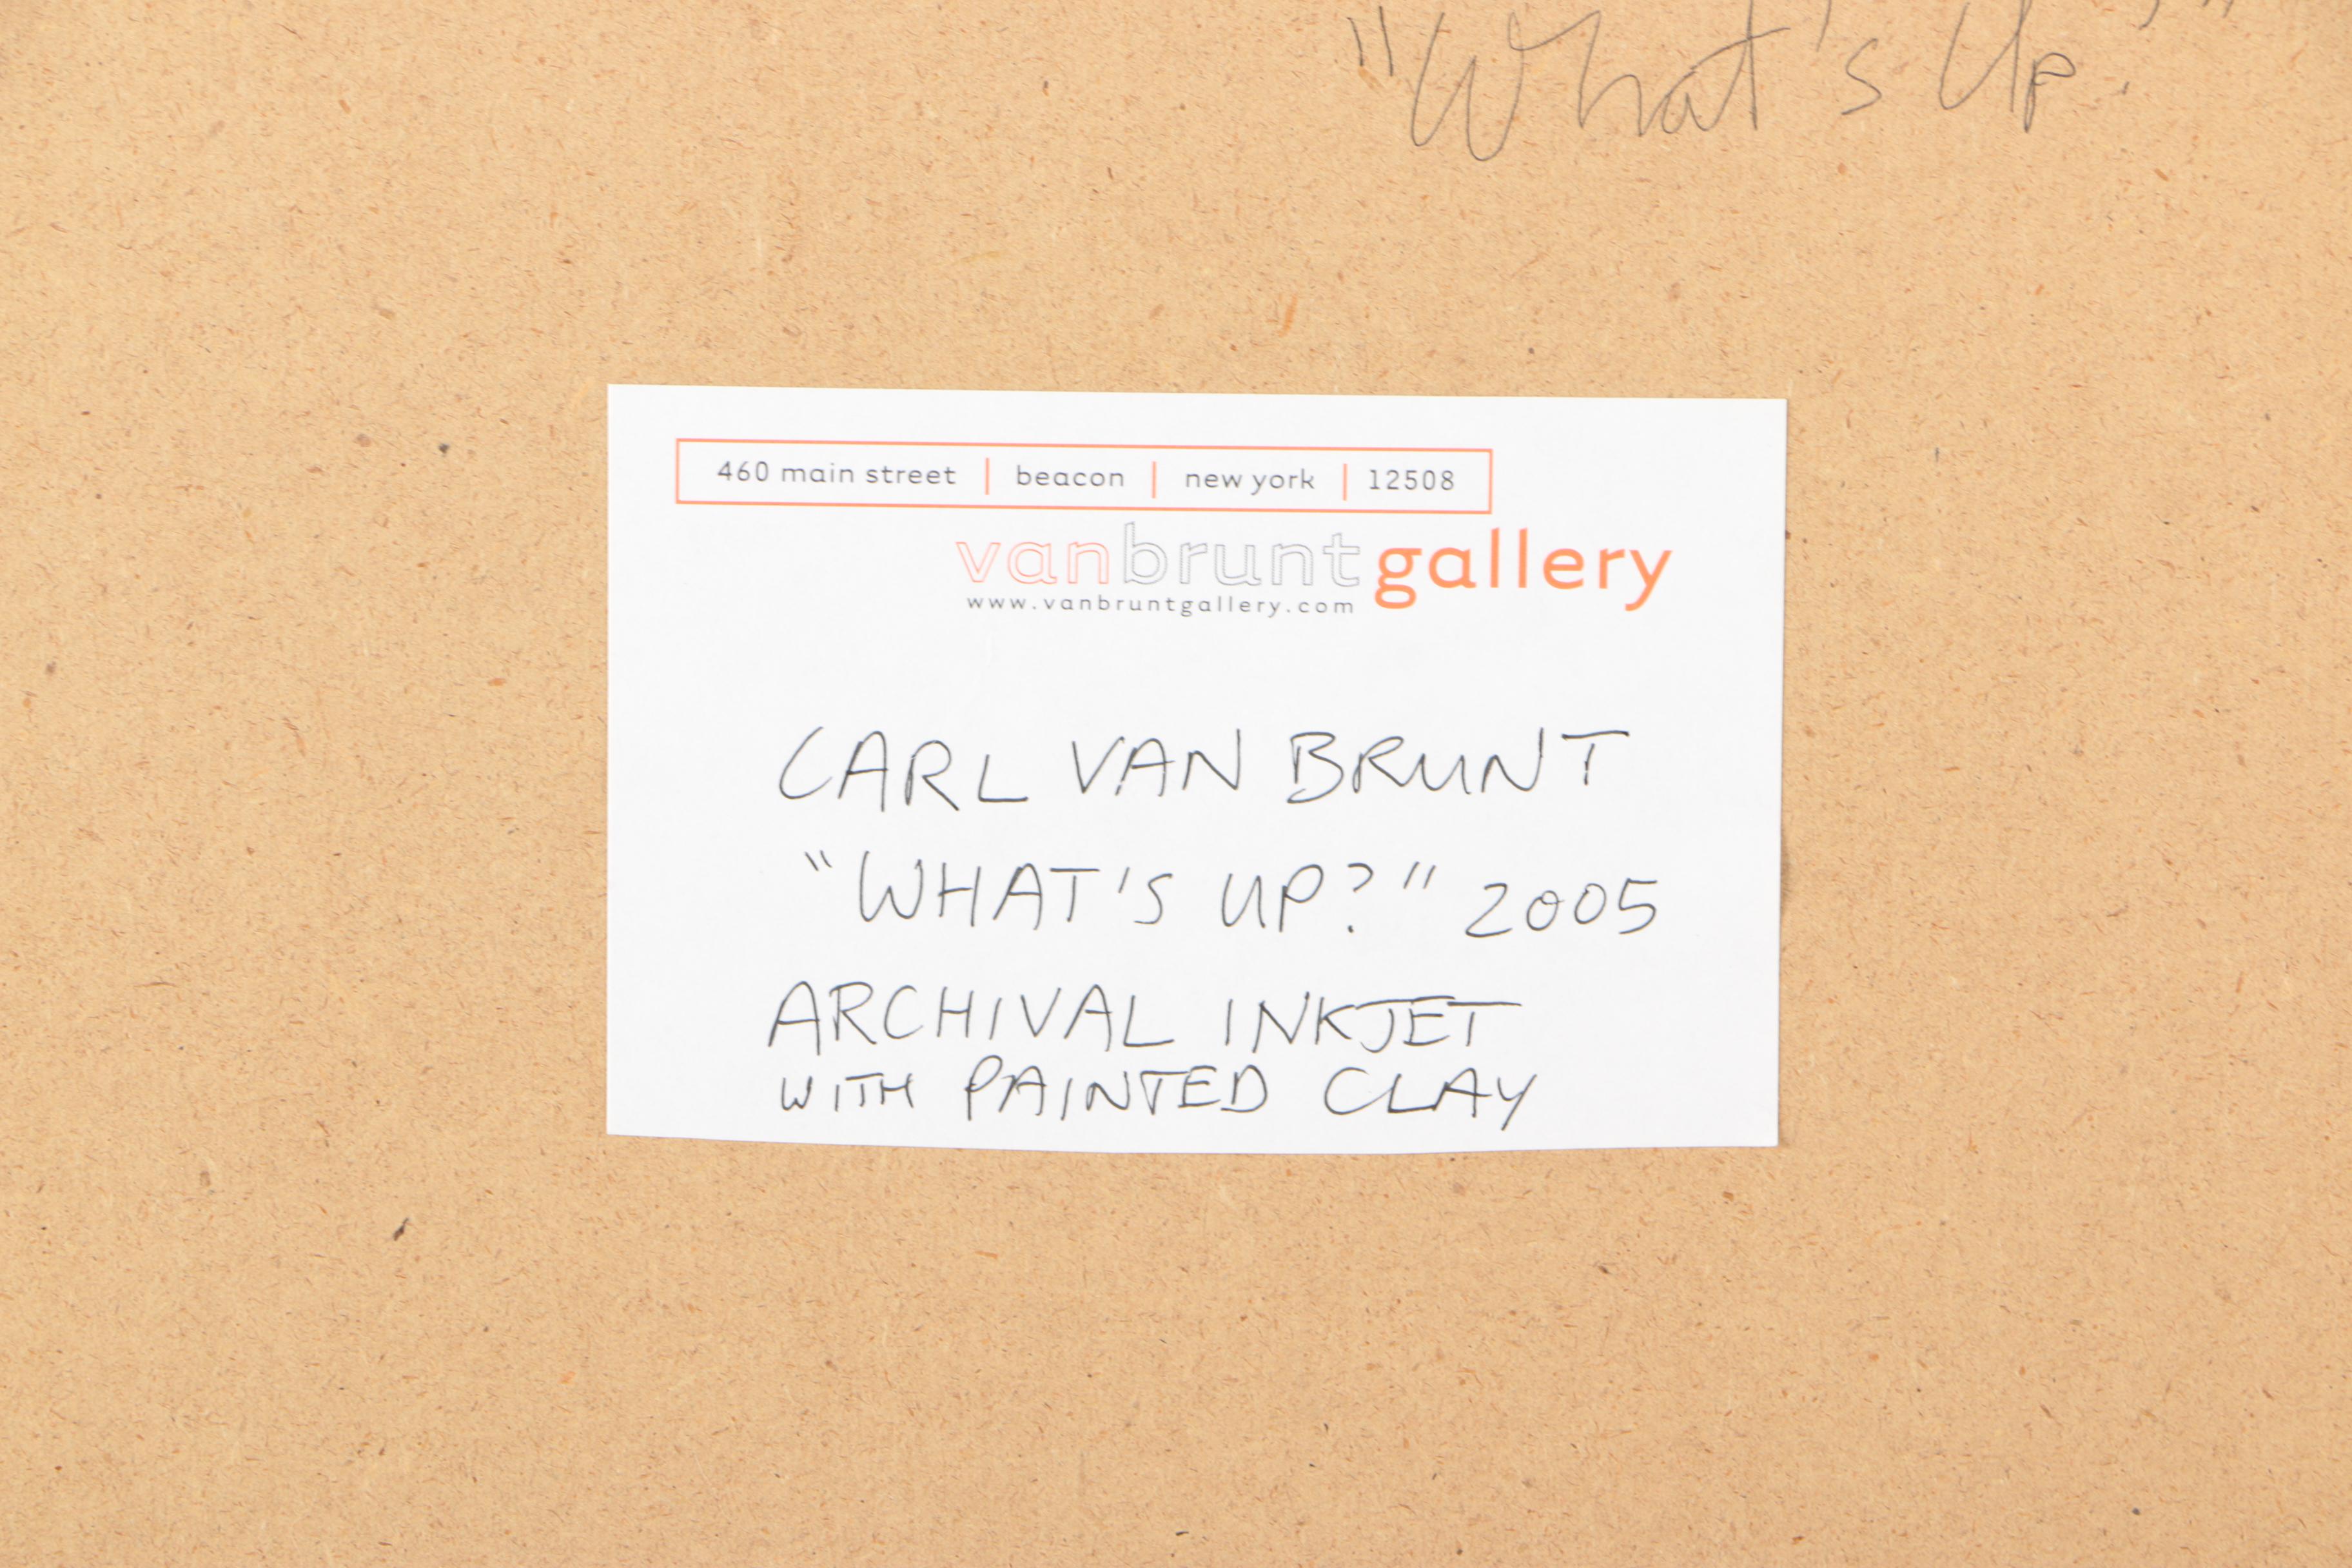 "What's Up?"
460 main street | beacon | new york | 12508
vanbruntgallery
www.vanbruntgallery.com
CARL VAN BRUNT
"WHAT'S UP?" 2005
ARCHIVAL INKJET
WITH PAINTED CLAY